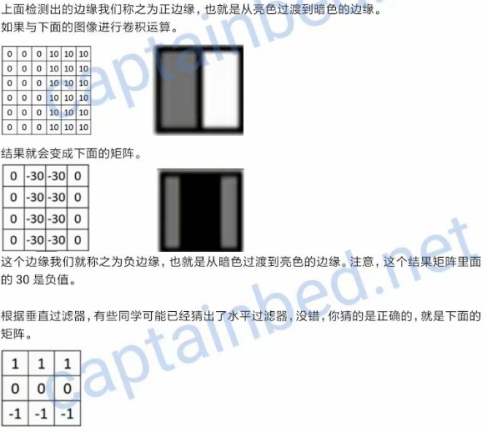 上面检测出的边缘我们称之为正边缘，也就是从亮色过渡到暗色的边缘。
如果与下面的图像进行卷积运算。
0 0 0 10 10 10
0 0 0 10 10 10
0 0 0 10 10 10
0 0 0 10 10 10
0 0 0 10 10 10
0 0 0 10 10 10
结果就会变成下面的矩阵。
0 -30 -30 0
0 -30 -30 0
0 -30 -30 0
0 -30 -30 0
这个边缘我们就称之为负边缘，也就是从暗色过渡到亮色的边缘。注意，这个结果矩阵里面
的 30 是负值。
根据垂直过滤器，有些同学可能已经猜出了水平过滤器，没错，你猜的是正确的，就是下面的
矩阵。
1 1 1
0 0 0
-1 -1 -1
captainbed.net
captainbed.net